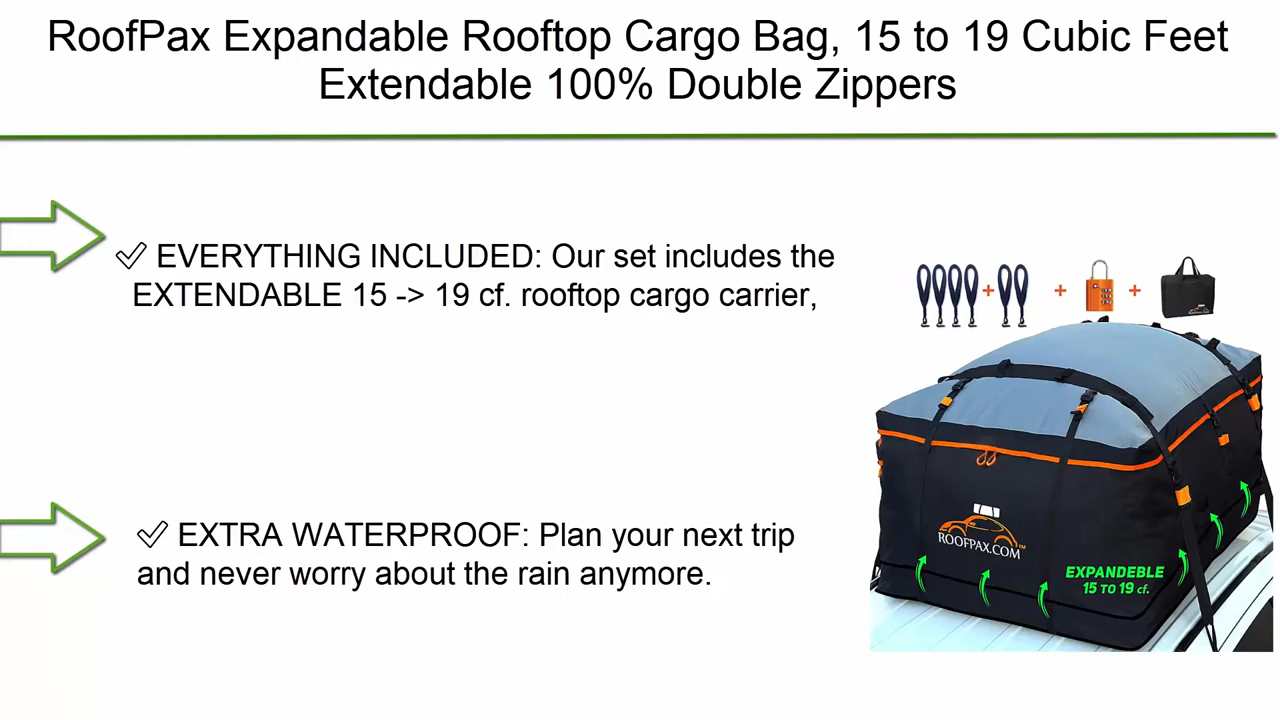 RoofPax Expandable Rooftop Cargo Bag, 15 to 19 Cubic Feet
Extendable 100% Double Zippers
✓ EVERYTHING INCLUDED: Our set includes the
EXTENDABLE 15 -> 19 cf. rooftop cargo carrier,
✓ EXTRA WATERPROOF: Plan your next trip
and never worry about the rain anymore.
ROOFPAX.COM
EXPANDEBLE
15 TO 19 cf.